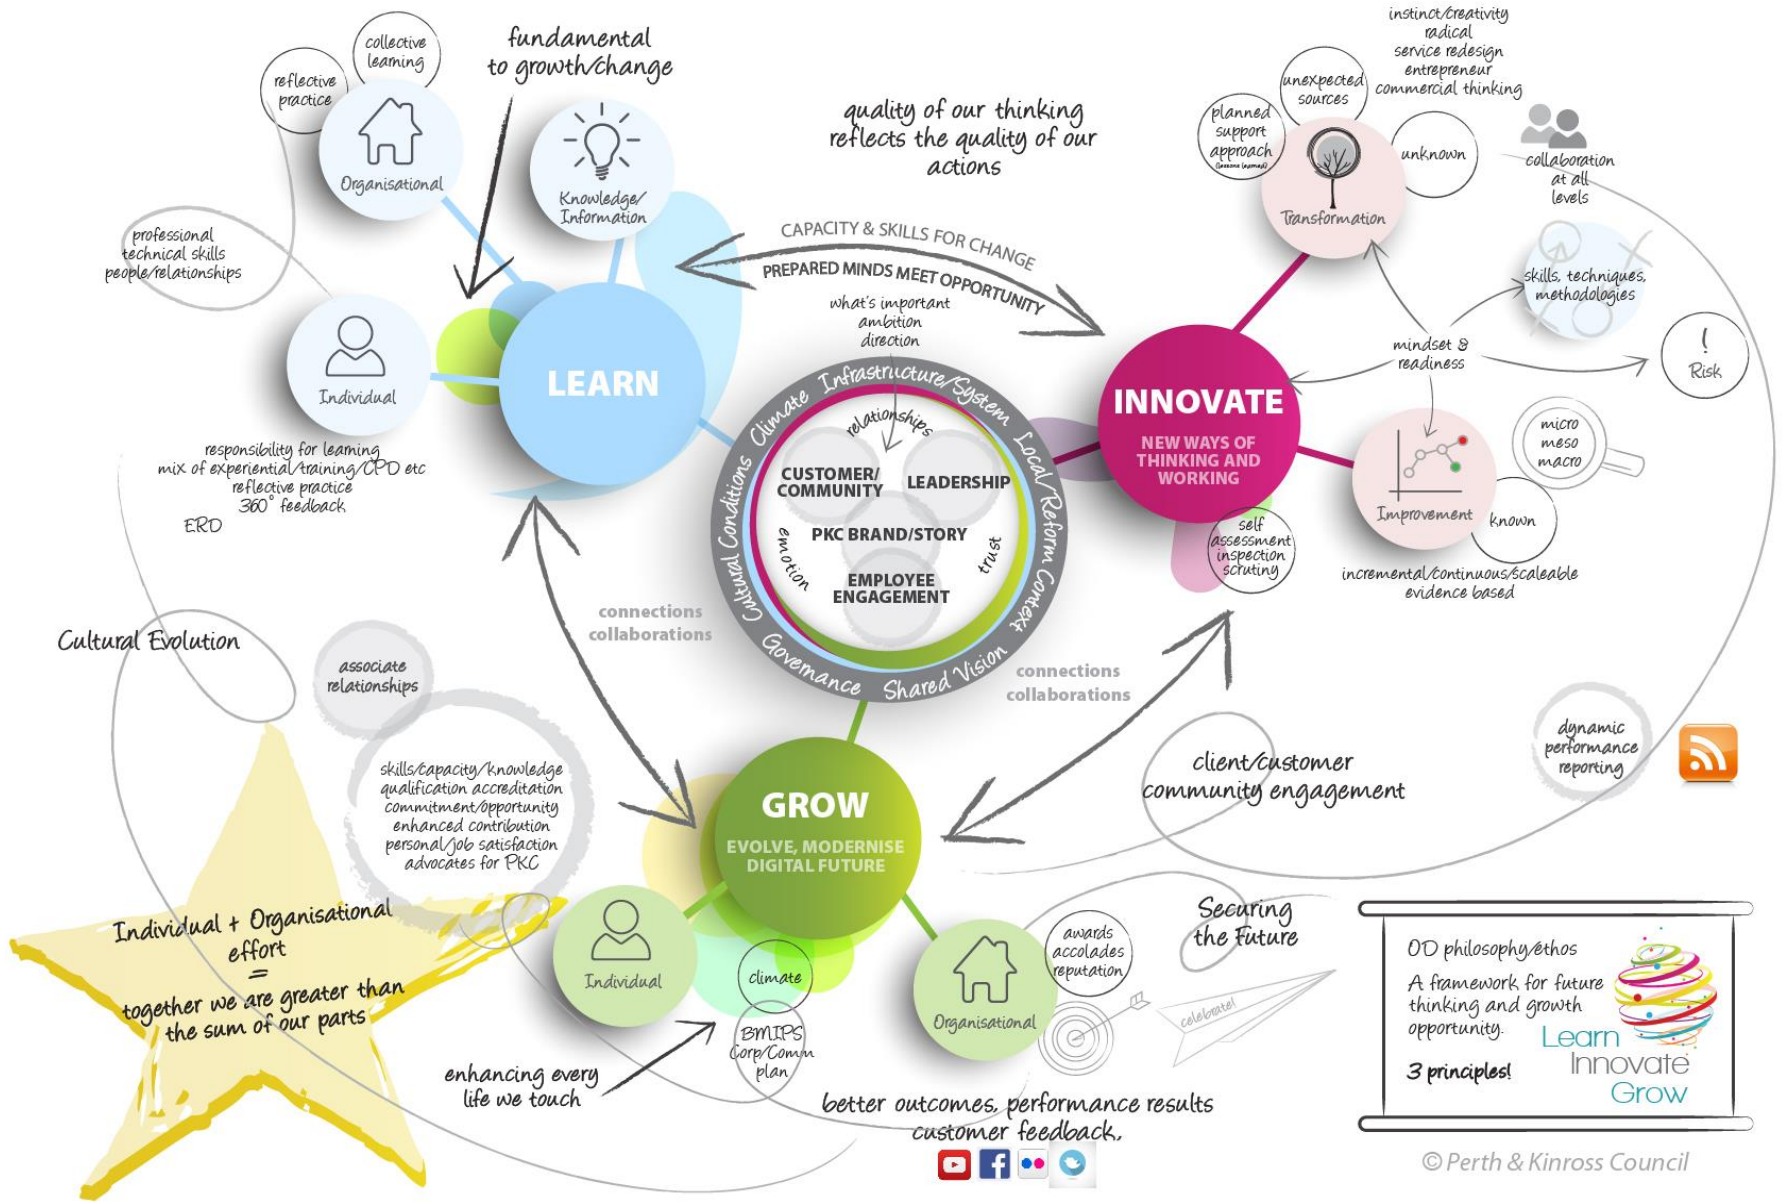 collective
learning
reflective
practice
Organisational
fundamental
to growth/change
Knowledge/
Information
professional
technical skills
people/relationships
Individual
responsibility for learning
mix of experiential/training/CPD etc
reflective practice
360° feedback
ERD
LEARN
quality of our thinking
reflects the quality of our
actions
CAPACITY & SKILLS FOR CHANGE
PREPARED MINDS MEET OPPORTUNITY
what's important
ambition
direction
Cultural Conditions
Climate
Infrastructure/System
Local/Reform Context
Shared Vision
Governance
relationships
CUSTOMER/
COMMUNITY
LEADERSHIP
PKC BRAND/STORY
emotion
trust
EMPLOYEE
ENGAGEMENT
instinct/creativity
radical
service redesign
entrepreneur
commercial thinking
unexpected
sources
planned
support
approach
(lessons learned)
unknown
Transformation
collaboration
at all
levels
skills, techniques,
methodologies
mindset &
readiness
!
Risk
INNOVATE
NEW WAYS OF
THINKING AND
WORKING
micro
meso
macro
Improvement
known
self
assessment
inspection
scrutiny
incremental/continuous/scaleable
evidence based
connections
collaborations
connections
collaborations
Cultural Evolution
associate
relationships
skills/capacity/knowledge
qualification accreditation
commitment/opportunity
enhanced contribution
personal/job satisfaction
advocates for PKC
Individual + Organisational
effort
=
together we are greater than
the sum of our parts
GROW
EVOLVE, MODERNISE
DIGITAL FUTURE
Individual
climate
BMIPS
Corp/Comm
plan
enhancing every
life we touch
Organisational
awards
accolades
reputation
celebrate!
better outcomes, performance results
customer feedback,
client/customer
community engagement
Securing
the Future
dynamic
performance
reporting
OD philosophy/ethos
A framework for future
thinking and growth
opportunity.
3 principles!
Learn
Innovate
Grow
© Perth & Kinross Council